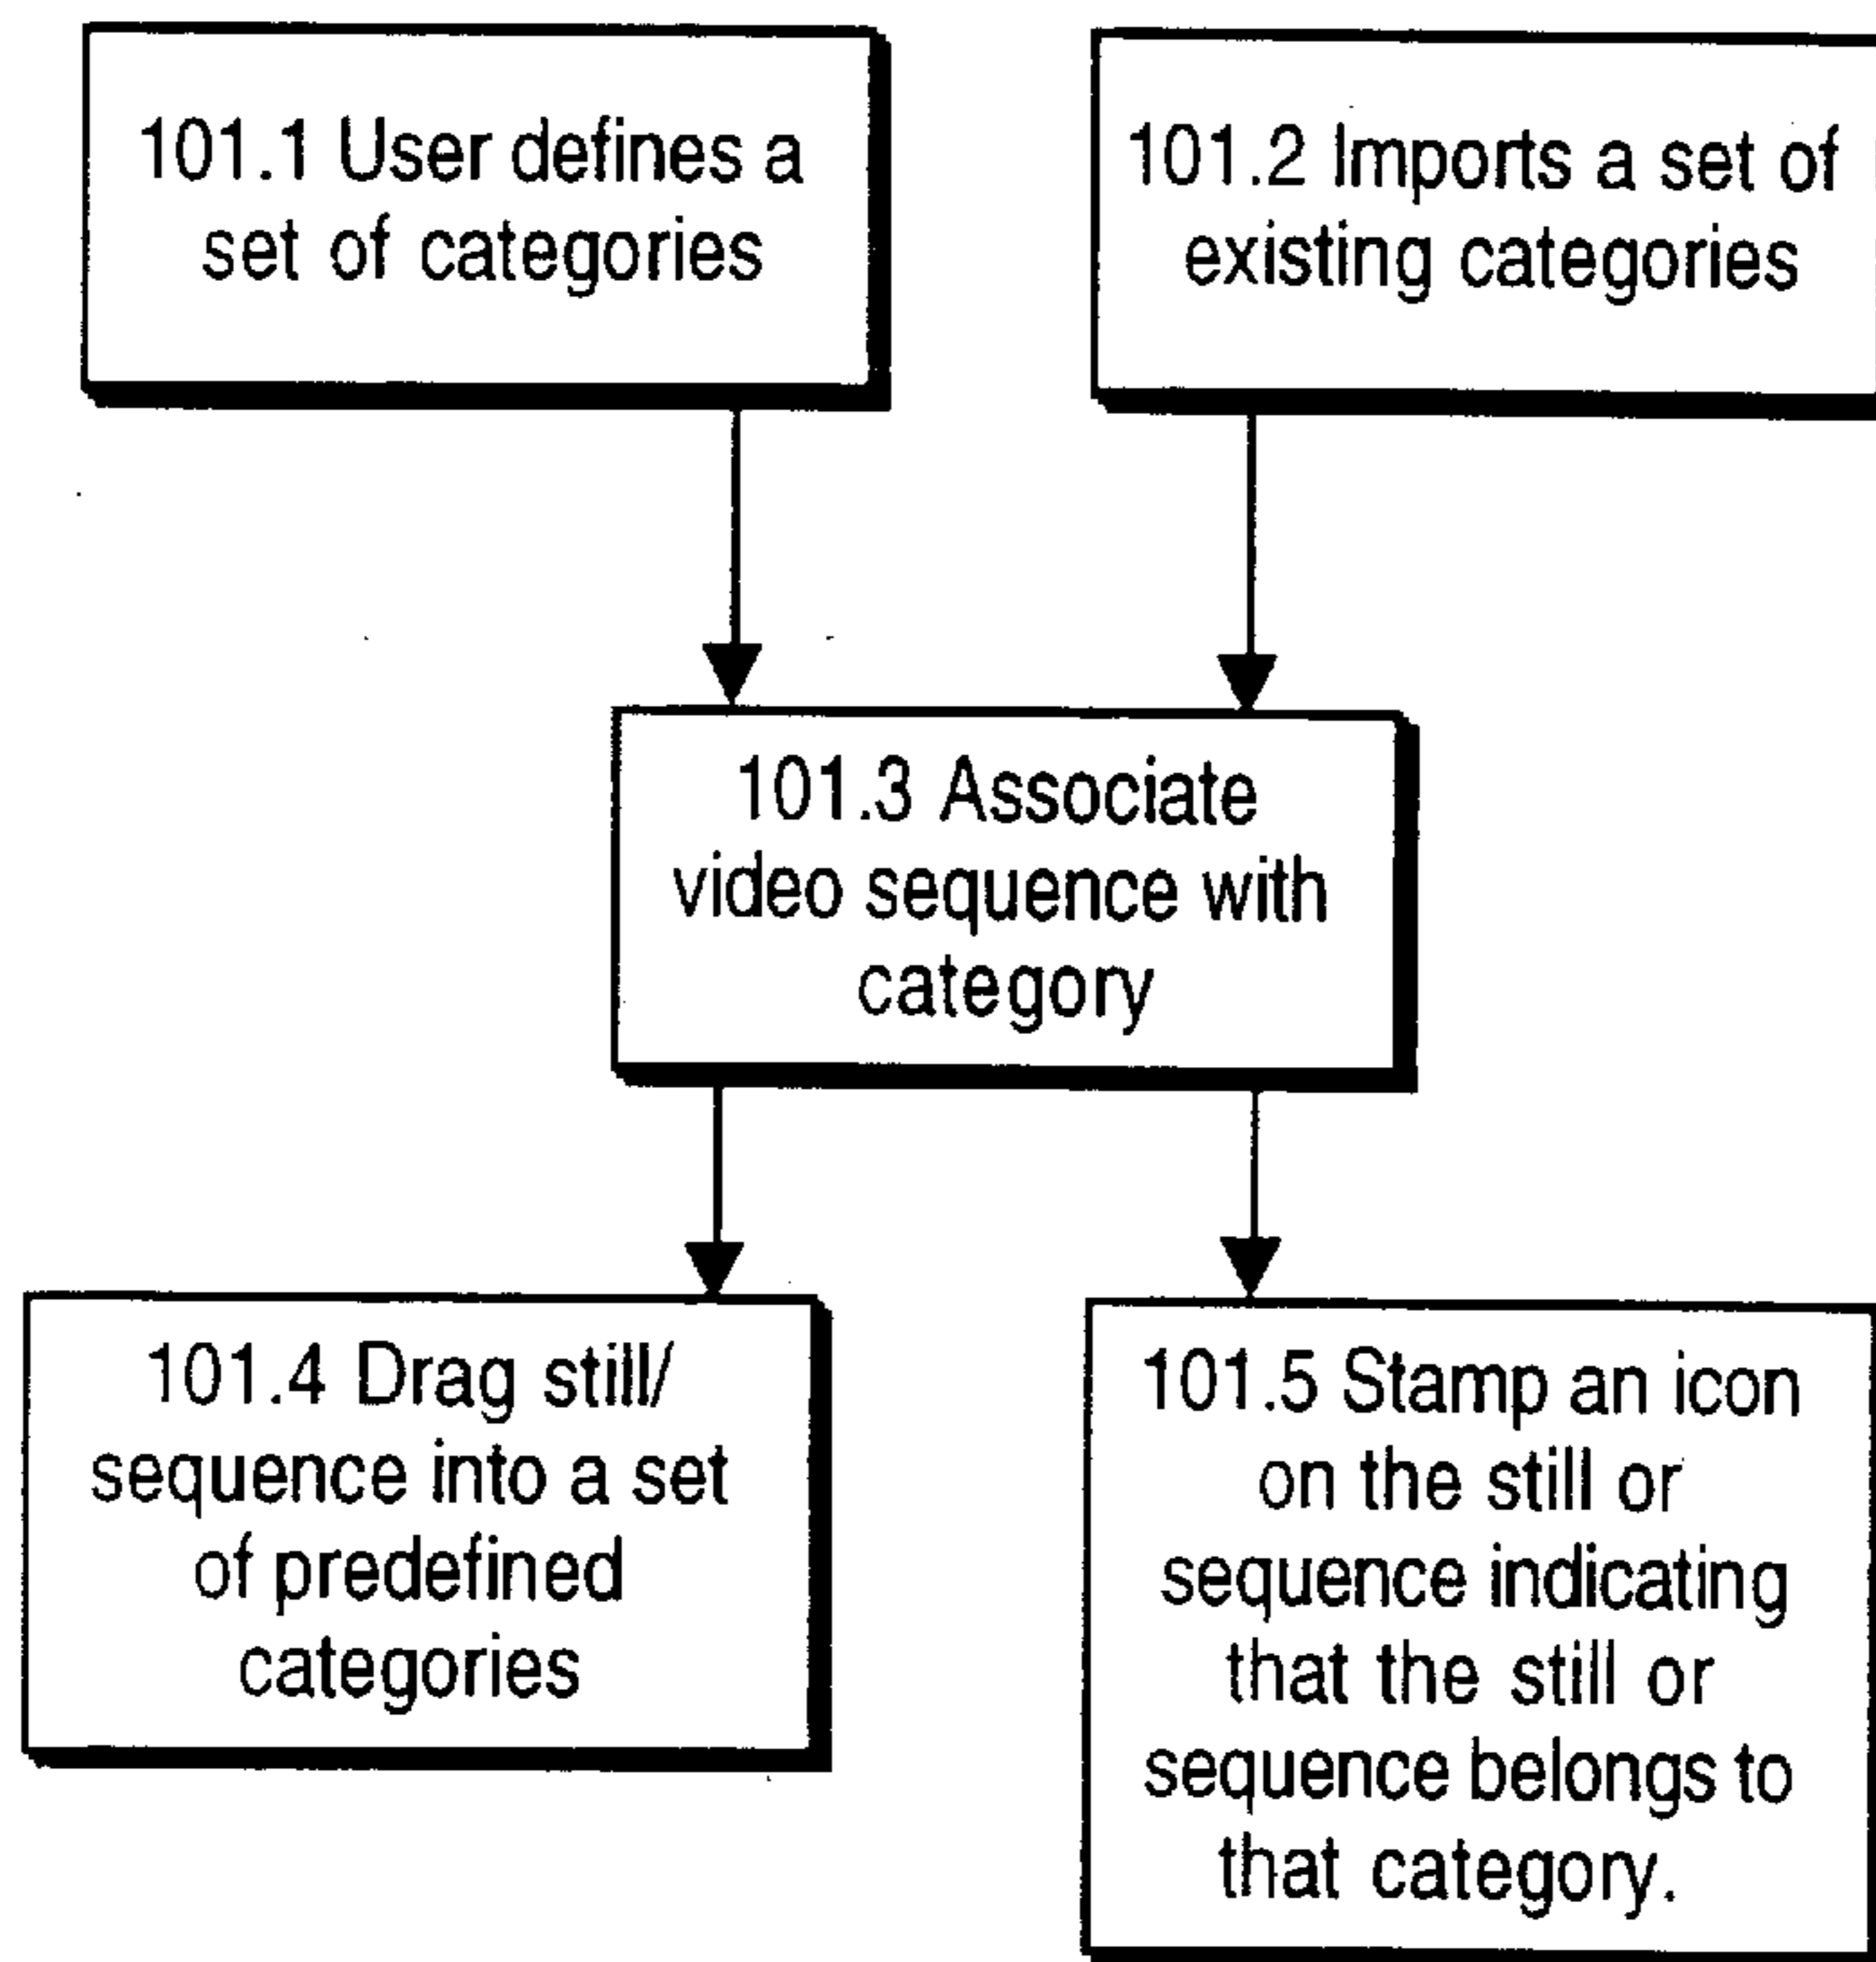 101.1 User defines a
set of categories
101.2 Imports a set of
existing categories
101.3 Associate
video sequence with
category
101.4 Drag still/
sequence into a set
of predefined
categories
101.5 Stamp an icon
on the still or
sequence indicating
that the still or
sequence belongs to
that category.